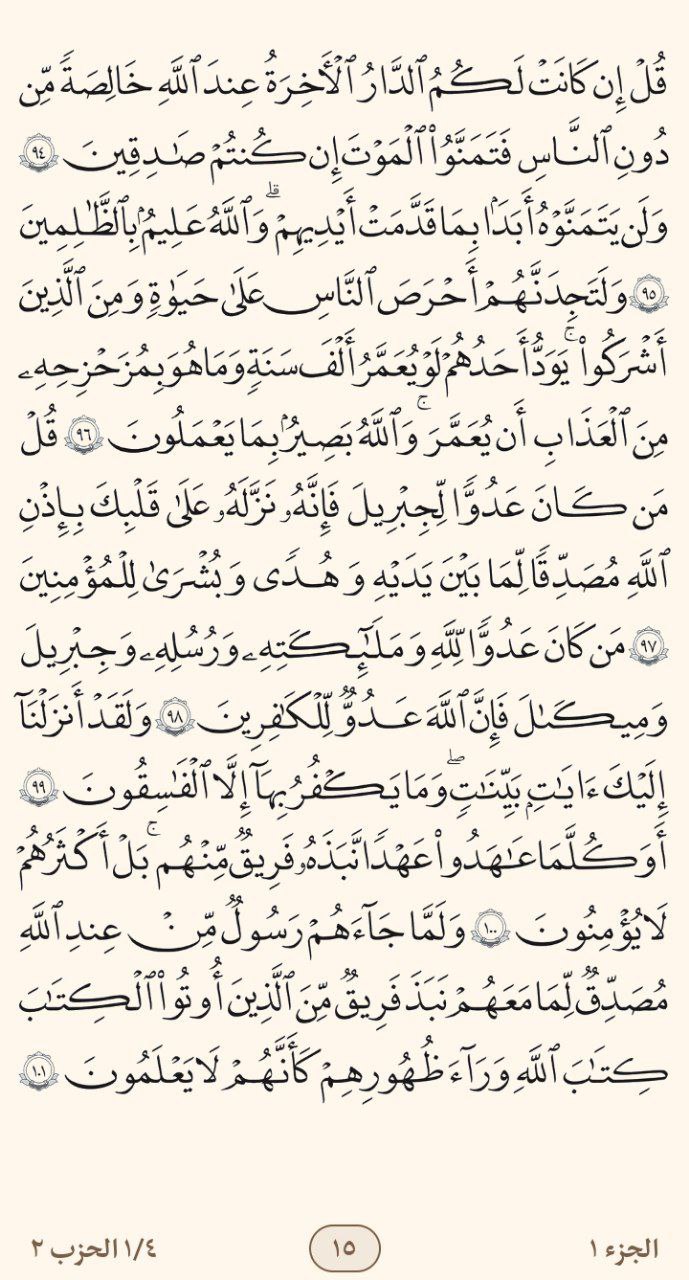 قُلۡ إِن كَانَتۡ لَكُمُ ٱلدَّارُ ٱلۡأٓخِرَةُ عِندَ ٱللَّهِ خَالِصَةٗ مِّن
دُونِ ٱلنَّاسِ فَتَمَنَّوُاْ ٱلۡمَوۡتَ إِن كُنتُمۡ صَٰدِقِينَ ٩٤
وَلَن يَتَمَنَّوۡهُ أَبَدَۢا بِمَا قَدَّمَتۡ أَيۡدِيهِمۡۚ وَٱللَّهُ عَلِيمُۢ بِٱلظَّٰلِمِينَ
٩٥ وَلَتَجِدَنَّهُمۡ أَحۡرَصَ ٱلنَّاسِ عَلَىٰ حَيَوٰةٖ وَمِنَ ٱلَّذِينَ
أَشۡرَكُواْۚ يَوَدُّ أَحَدُهُمۡ لَوۡ يُعَمَّرُ أَلۡفَ سَنَةٖ وَمَا هُوَ بِمُزَحۡزِحِهِۦ
مِنَ ٱلۡعَذَابِ أَن يُعَمَّرَۚ وَٱللَّهُ بَصِيرُۢ بِمَا يَعۡمَلُونَ ٩٦ قُلۡ
مَن كَانَ عَدُوّٗا لِّجِبۡرِيلَ فَإِنَّهُۥ نَزَّلَهُۥ عَلَىٰ قَلۡبِكَ بِإِذۡنِ
ٱللَّهِ مُصَدِّقٗا لِّمَا بَيۡنَ يَدَيۡهِ وَهُدٗى وَبُشۡرَىٰ لِلۡمُؤۡمِنِينَ
٩٧ مَن كَانَ عَدُوّٗا لِّلَّهِ وَمَلَٰٓئِكَتِهِۦ وَرُسُلِهِۦ وَجِبۡرِيلَ
وَمِيكَىٰلَ فَإِنَّ ٱللَّهَ عَدُوّٞ لِّلۡكَٰفِرِينَ ٩٨ وَلَقَدۡ أَنزَلۡنَآ
إِلَيۡكَ ءَايَٰتِۭ بَيِّنَٰتٖۖ وَمَا يَكۡفُرُ بِهَآ إِلَّا ٱلۡفَٰسِقُونَ ٩٩
أَوَكُلَّمَا عَٰهَدُواْ عَهۡدٗا نَّبَذَهُۥ فَرِيقٞ مِّنۡهُمۚ بَلۡ أَكۡثَرُهُمۡ
لَا يُؤۡمِنُونَ ١٠٠ وَلَمَّا جَآءَهُمۡ رَسُولٞ مِّنۡ عِندِ ٱللَّهِ
مُصَدِّقٞ لِّمَا مَعَهُمۡ نَبَذَ فَرِيقٞ مِّنَ ٱلَّذِينَ أُوتُواْ ٱلۡكِتَٰبَ
كِتَٰبَ ٱللَّهِ وَرَآءَ ظُهُورِهِمۡ كَأَنَّهُمۡ لَا يَعۡلَمُونَ ١٠١
الجزء ١ ١٥ ١/٤ الحزب ٢